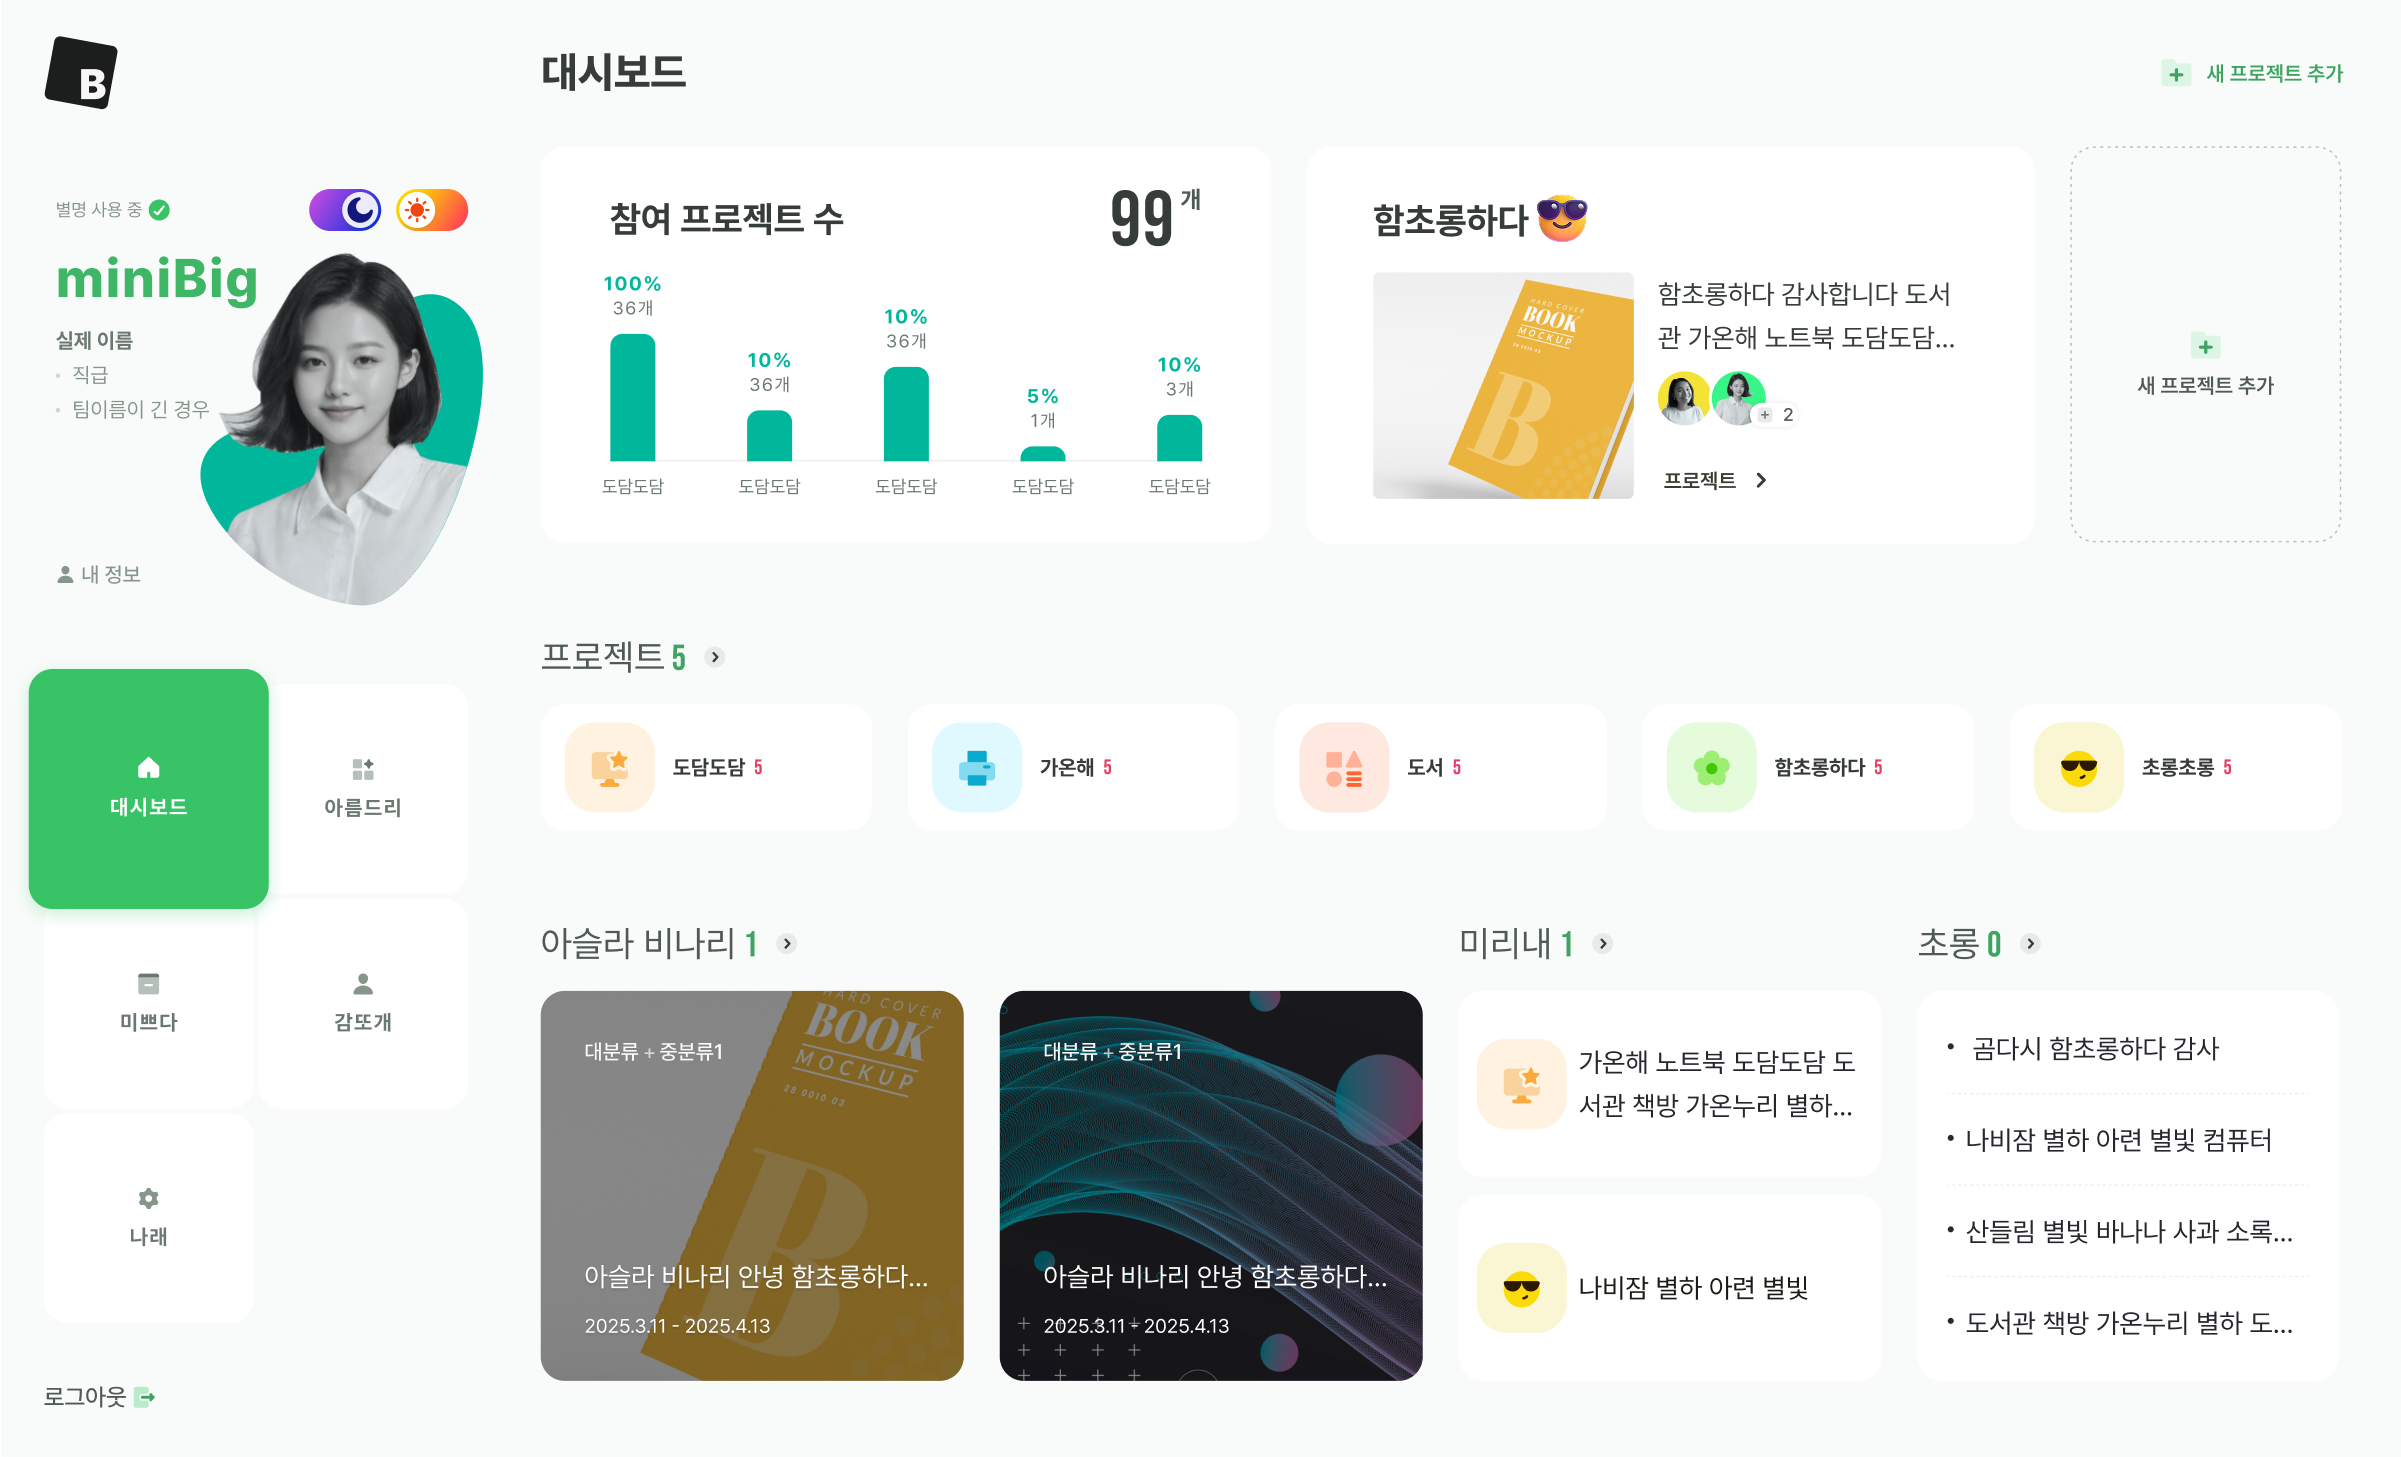 B
별명 사용 중
miniBig
실제 이름
• 직급
• 팀이름이 긴 경우
내 정보
대시보드
아름드리
미쁘다
감또개
나래
로그아웃
대시보드
새 프로젝트 추가
참여 프로젝트 수
99 개
100%
36개
10%
36개
10%
36개
5%
1개
10%
3개
도담도담
도담도담
도담도담
도담도담
도담도담
함초롱하다
HARD COVER
BOOK
MOCKUP
28 0010 02
B
함초롱하다 감사합니다 도서
관 가온해 노트북 도담도담...
+ 2
프로젝트
새 프로젝트 추가
프로젝트 5
도담도담 5
가온해 5
도서 5
함초롱하다 5
초롱초롱 5
아슬라 비나리 1
HARD COVER
BOOK
MOCKUP
28 0010 02
B
대분류 + 중분류1
아슬라 비나리 안녕 함초롱하다...
2025.3.11 - 2025.4.13
대분류 + 중분류1
아슬라 비나리 안녕 함초롱하다...
2025.3.11 - 2025.4.13
미리내 1
가온해 노트북 도담도담 도
서관 책방 가온누리 별하...
나비잠 별하 아련 별빛
초롱 0
• 곰다시 함초롱하다 감사
• 나비잠 별하 아련 별빛 컴퓨터
• 산들림 별빛 바나나 사과 소록...
• 도서관 책방 가온누리 별하 도...